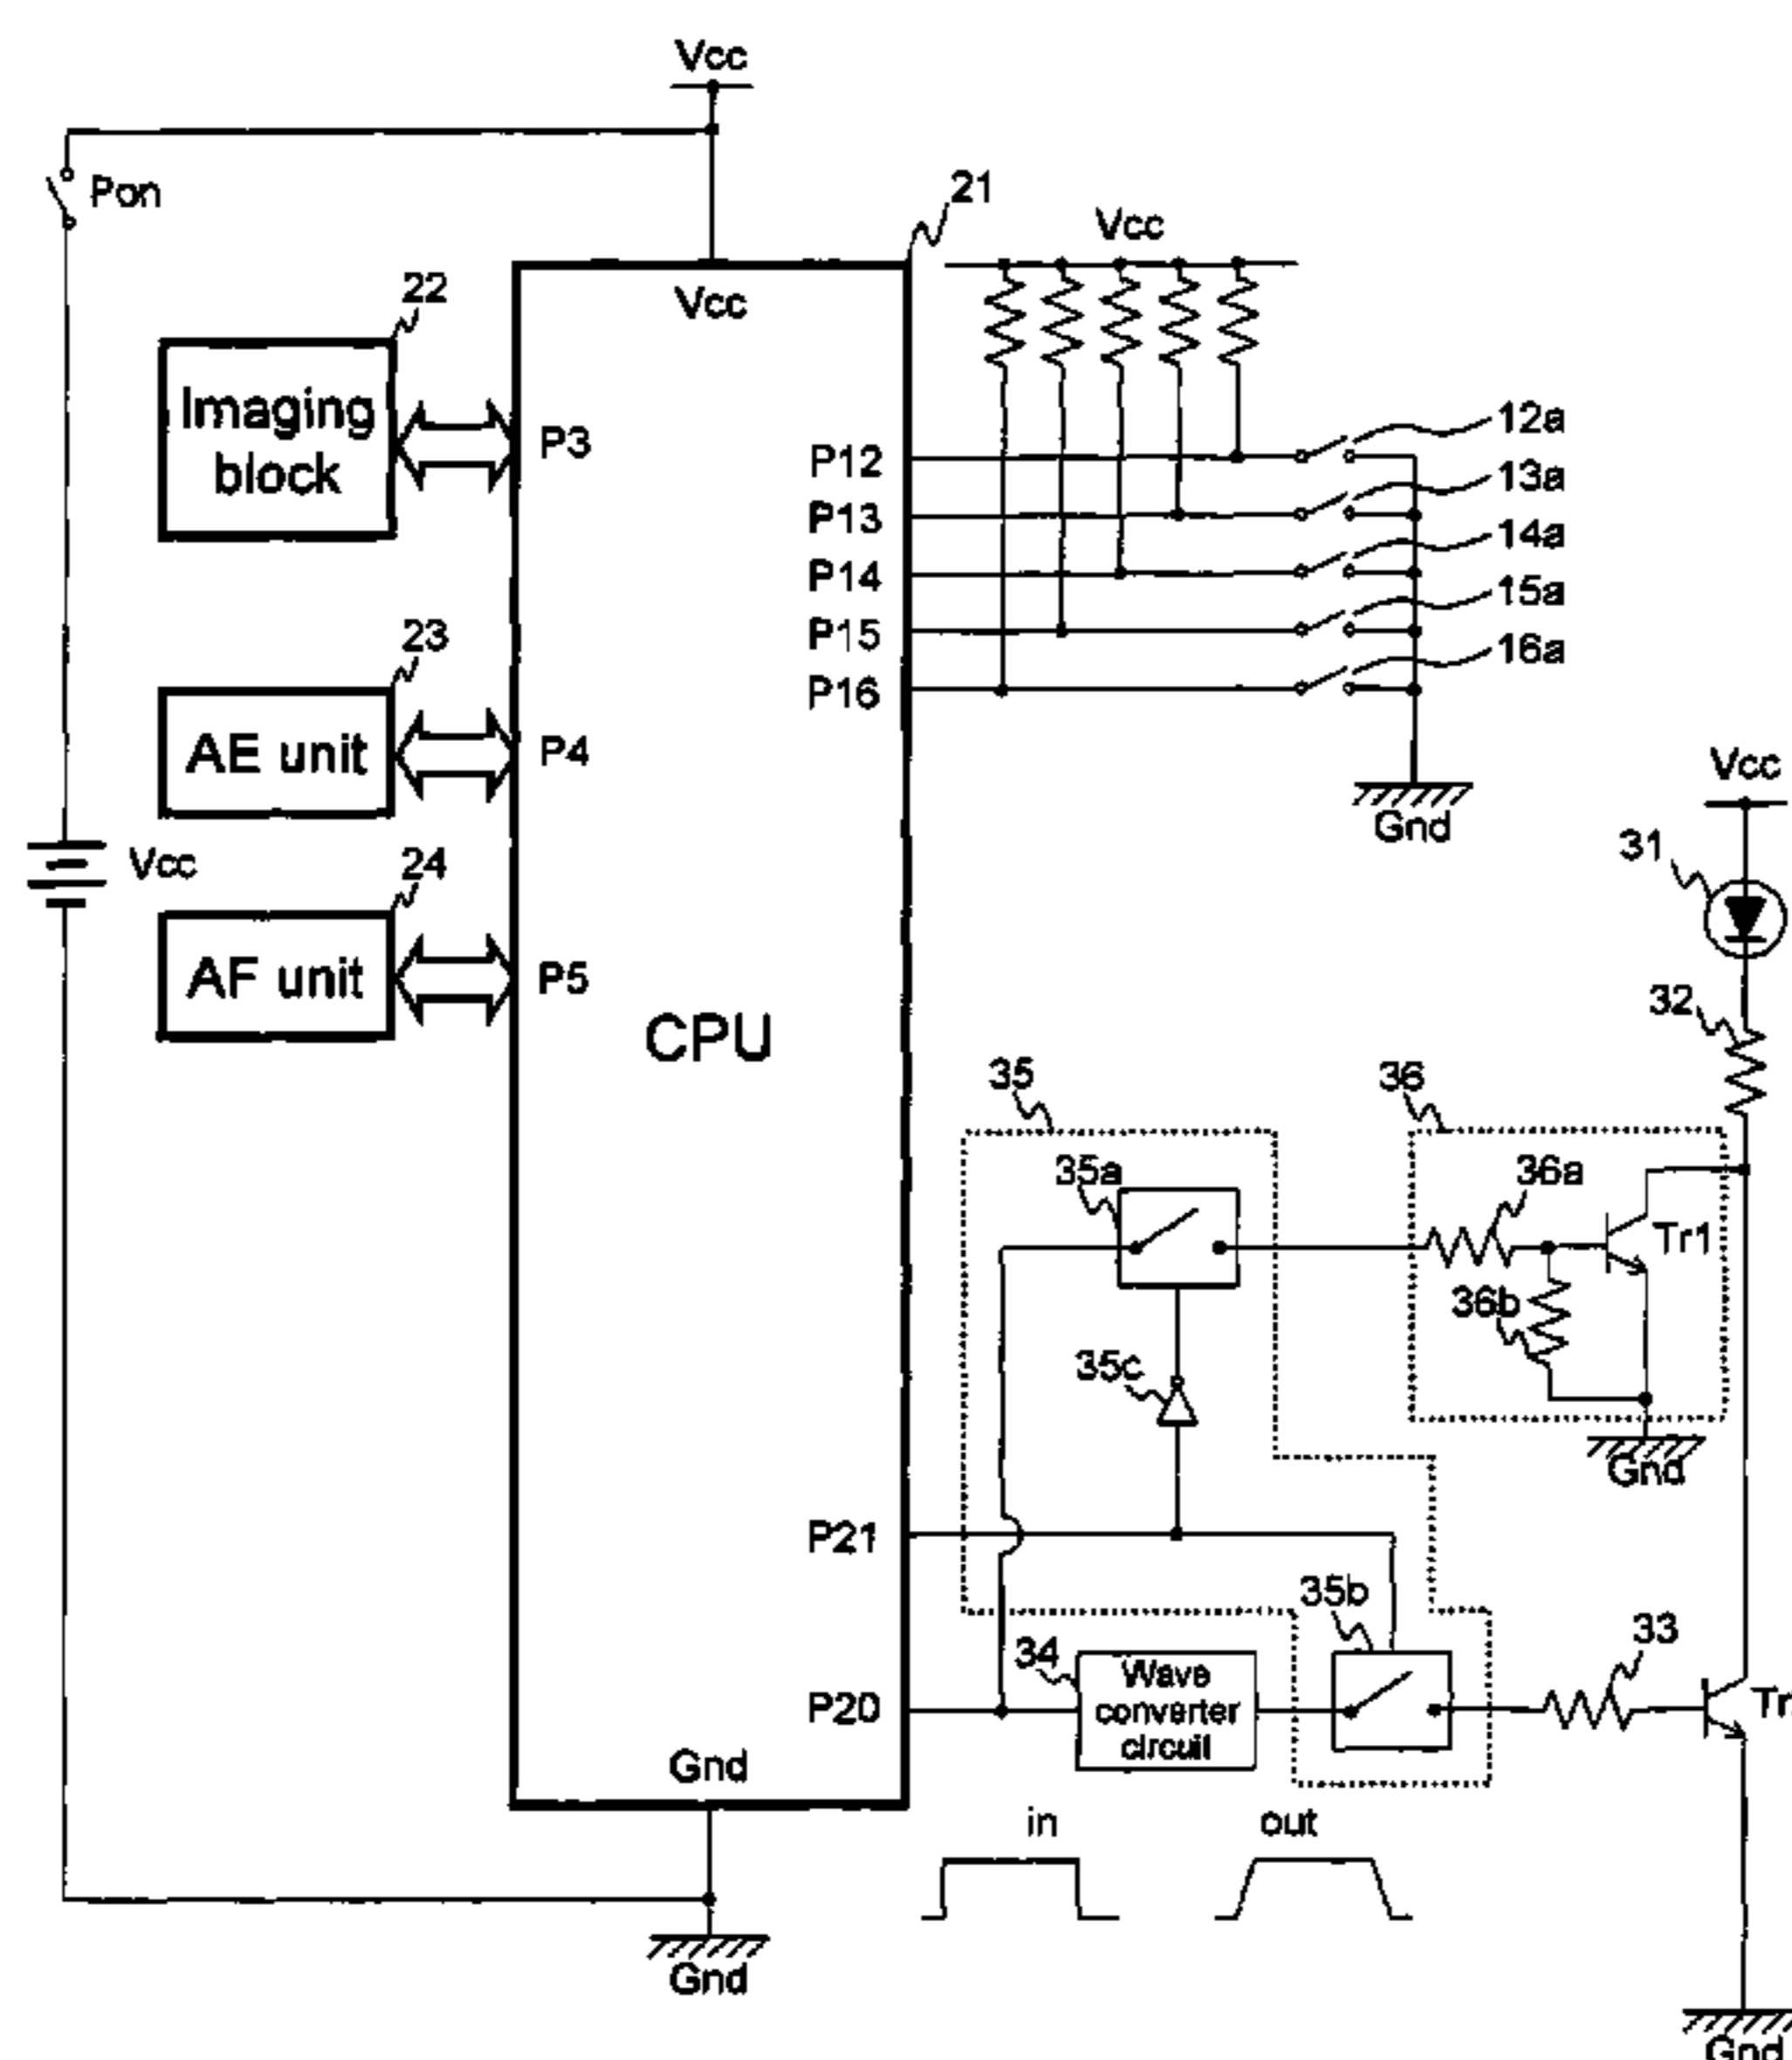 Vcc
Pon
21
Vcc
22
Vcc
Imaging
block
P3
P12
12a
P13
13a
P14
14a
P15
15a
P16
16a
23
AE unit
P4
Gnd
Vcc
Vcc
24
31
AF unit
P5
CPU
32
35
36
35a
36a
Tr1
36b
35c
Gnd
P21
35b
34
33
P20
Wave
converter
circuit
Gnd
in
out
Gnd
Gnd